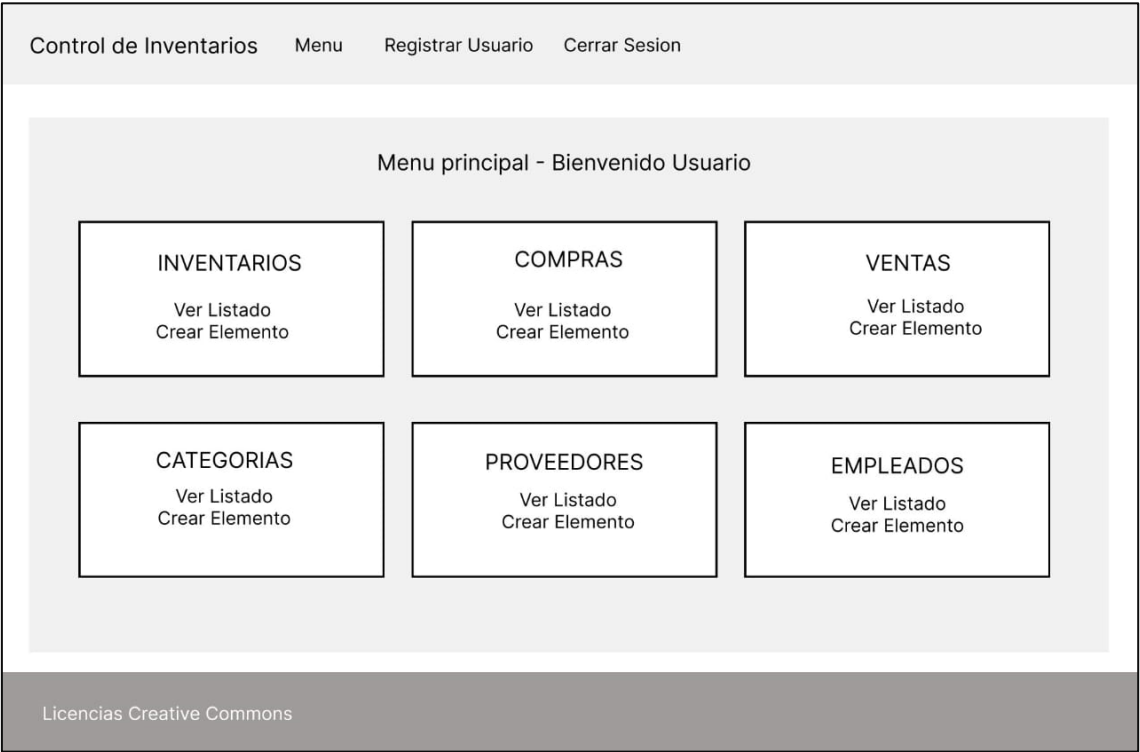 Control de Inventarios Menu Registrar Usuario Cerrar Sesion
Menu principal - Bienvenido Usuario
INVENTARIOS
Ver Listado
Crear Elemento
COMPRAS
Ver Listado
Crear Elemento
VENTAS
Ver Listado
Crear Elemento
CATEGORIAS
Ver Listado
Crear Elemento
PROVEEDORES
Ver Listado
Crear Elemento
EMPLEADOS
Ver Listado
Crear Elemento
Licencias Creative Commons